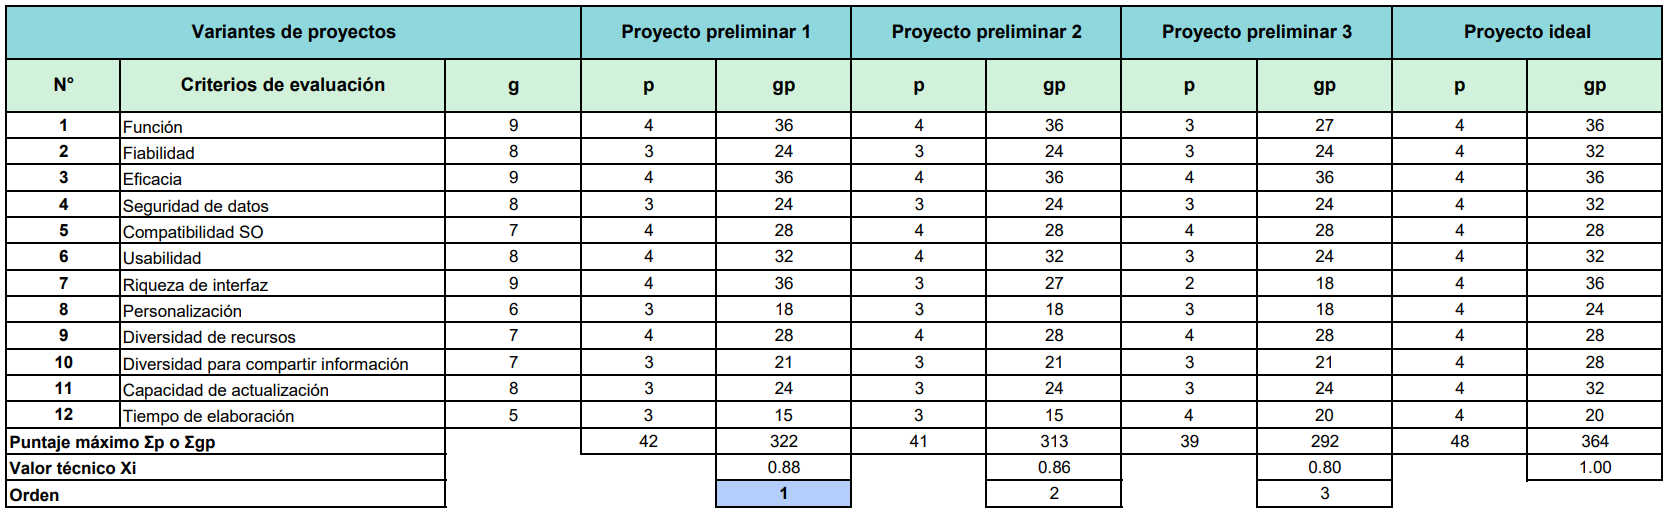 Variantes de proyectos Proyecto preliminar 1 Proyecto preliminar 2 Proyecto preliminar 3 Proyecto ideal
N° Criterios de evaluación g p gp p gp p gp p gp
1 Función 9 4 36 4 36 3 27 4 36
2 Fiabilidad 8 3 24 3 24 3 24 4 32
3 Eficacia 9 4 36 4 36 4 36 4 36
4 Seguridad de datos 8 3 24 3 24 3 24 4 32
5 Compatibilidad SO 7 4 28 4 28 4 28 4 28
6 Usabilidad 8 4 32 4 32 3 24 4 32
7 Riqueza de interfaz 9 4 36 3 27 2 18 4 36
8 Personalización 6 3 18 3 18 3 18 4 24
9 Diversidad de recursos 7 4 28 4 28 4 28 4 28
10 Diversidad para compartir información 7 3 21 3 21 3 21 4 28
11 Capacidad de actualización 8 3 24 3 24 3 24 4 32
12 Tiempo de elaboración 5 3 15 3 15 4 20 4 20
Puntaje máximo Σp o Σgp 42 322 41 313 39 292 48 364
Valor técnico Xi 0.88 0.86 0.80 1.00
Orden 1 2 3